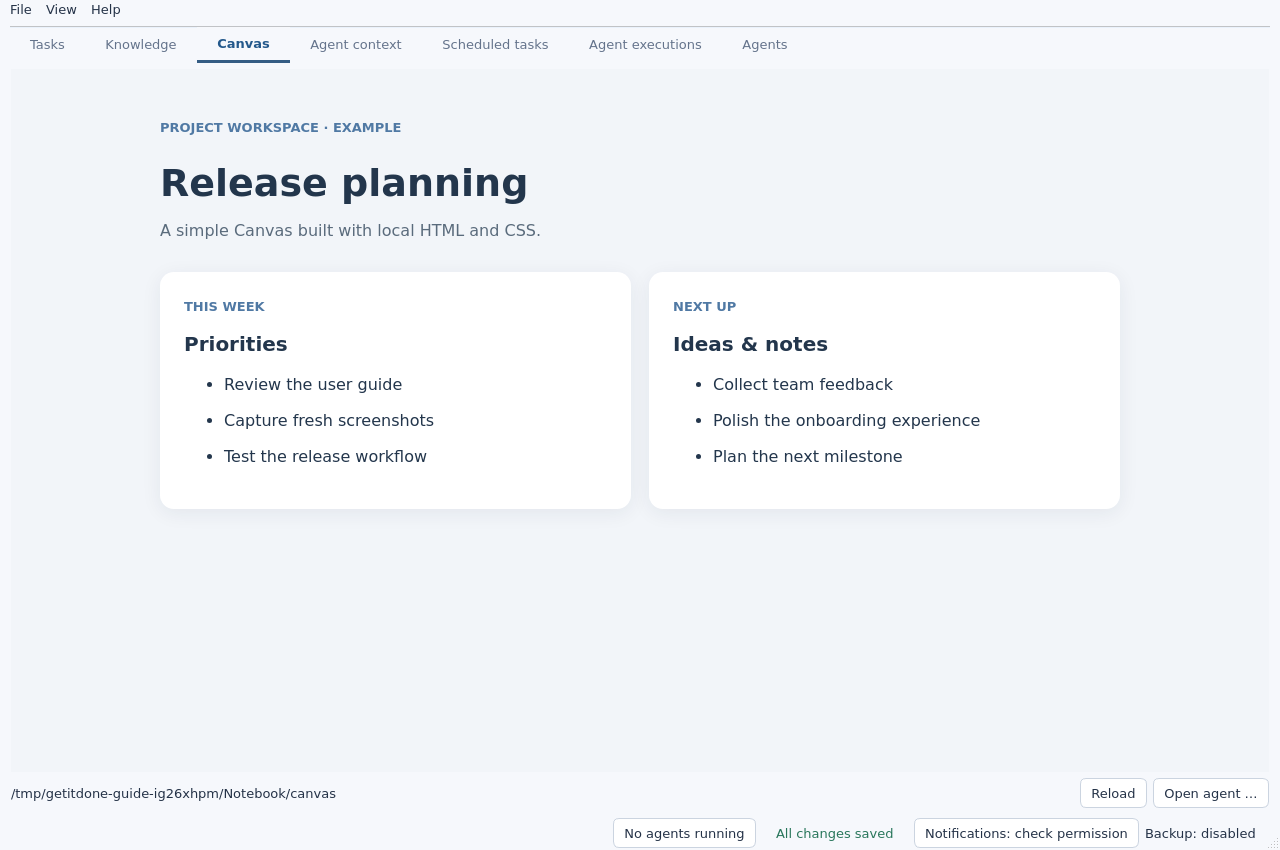 File View Help
Tasks Knowledge Canvas Agent context Scheduled tasks Agent executions Agents
PROJECT WORKSPACE · EXAMPLE
Release planning
A simple Canvas built with local HTML and CSS.
THIS WEEK
Priorities
• Review the user guide
• Capture fresh screenshots
• Test the release workflow
NEXT UP
Ideas & notes
• Collect team feedback
• Polish the onboarding experience
• Plan the next milestone
/tmp/getitdone-guide-ig26xhpm/Notebook/canvas
Reload Open agent ...
No agents running All changes saved Notifications: check permission Backup: disabled